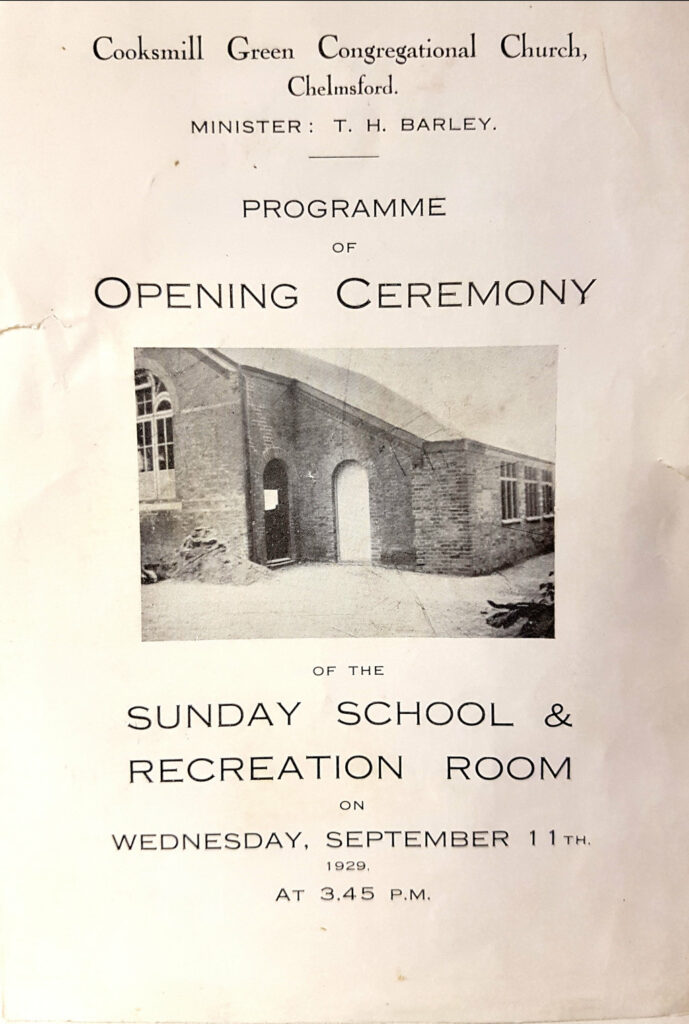 Cooksmill Green Congregational Church,
Chelmsford.
MINISTER: T. H. BARLEY.
PROGRAMME
OF
OPENING CEREMONY
OF THE
SUNDAY SCHOOL &
RECREATION ROOM
ON
WEDNESDAY, SEPTEMBER 11TH.
1929,
AT 3.45 P.M.